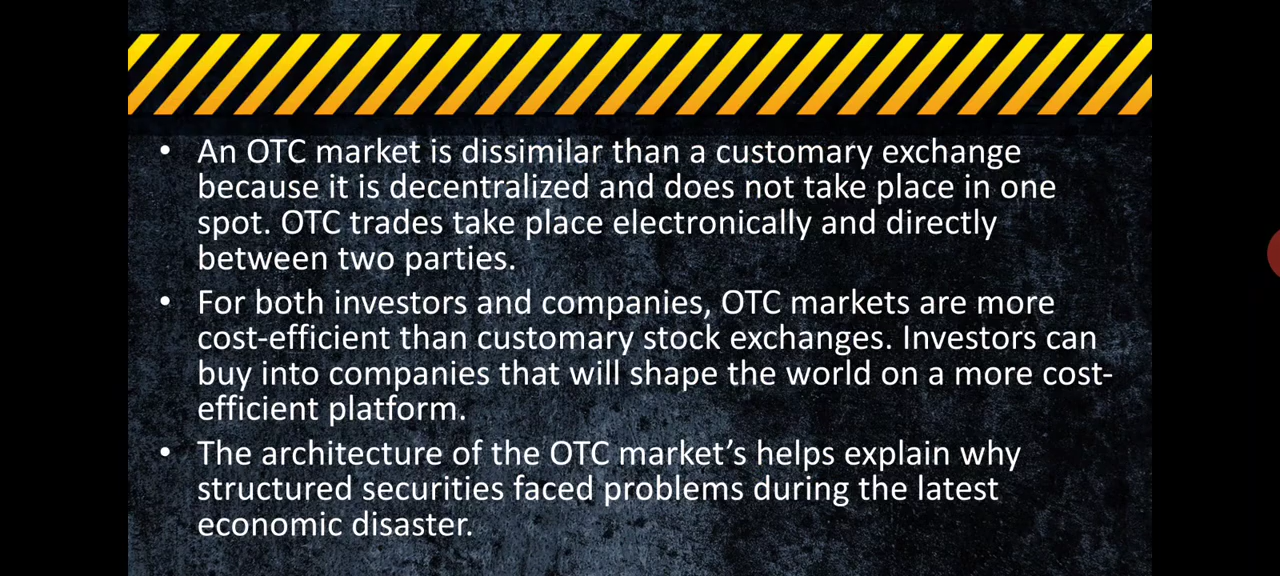 • An OTC market is dissimilar than a customary exchange
because it is decentralized and does not take place in one
spot. OTC trades take place electronically and directly
between two parties.
• For both investors and companies, OTC markets are more
cost-efficient than customary stock exchanges. Investors can
buy into companies that will shape the world on a more cost-
efficient platform.
• The architecture of the OTC market’s helps explain why
structured securities faced problems during the latest
economic disaster.